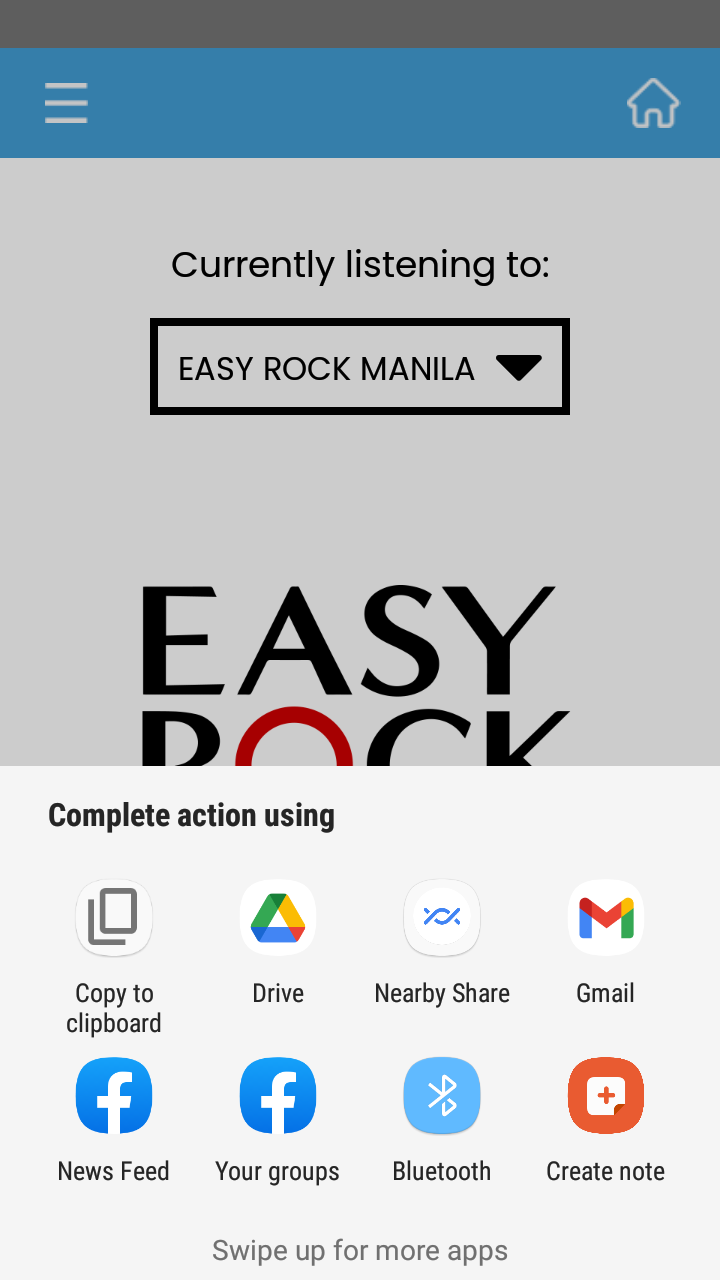 Currently listening to:
EASY ROCK MANILA
EASY
ROCK
Complete action using
Copy to
clipboard
Drive
Nearby Share
Gmail
News Feed
Your groups
Bluetooth
Create note
Swipe up for more apps